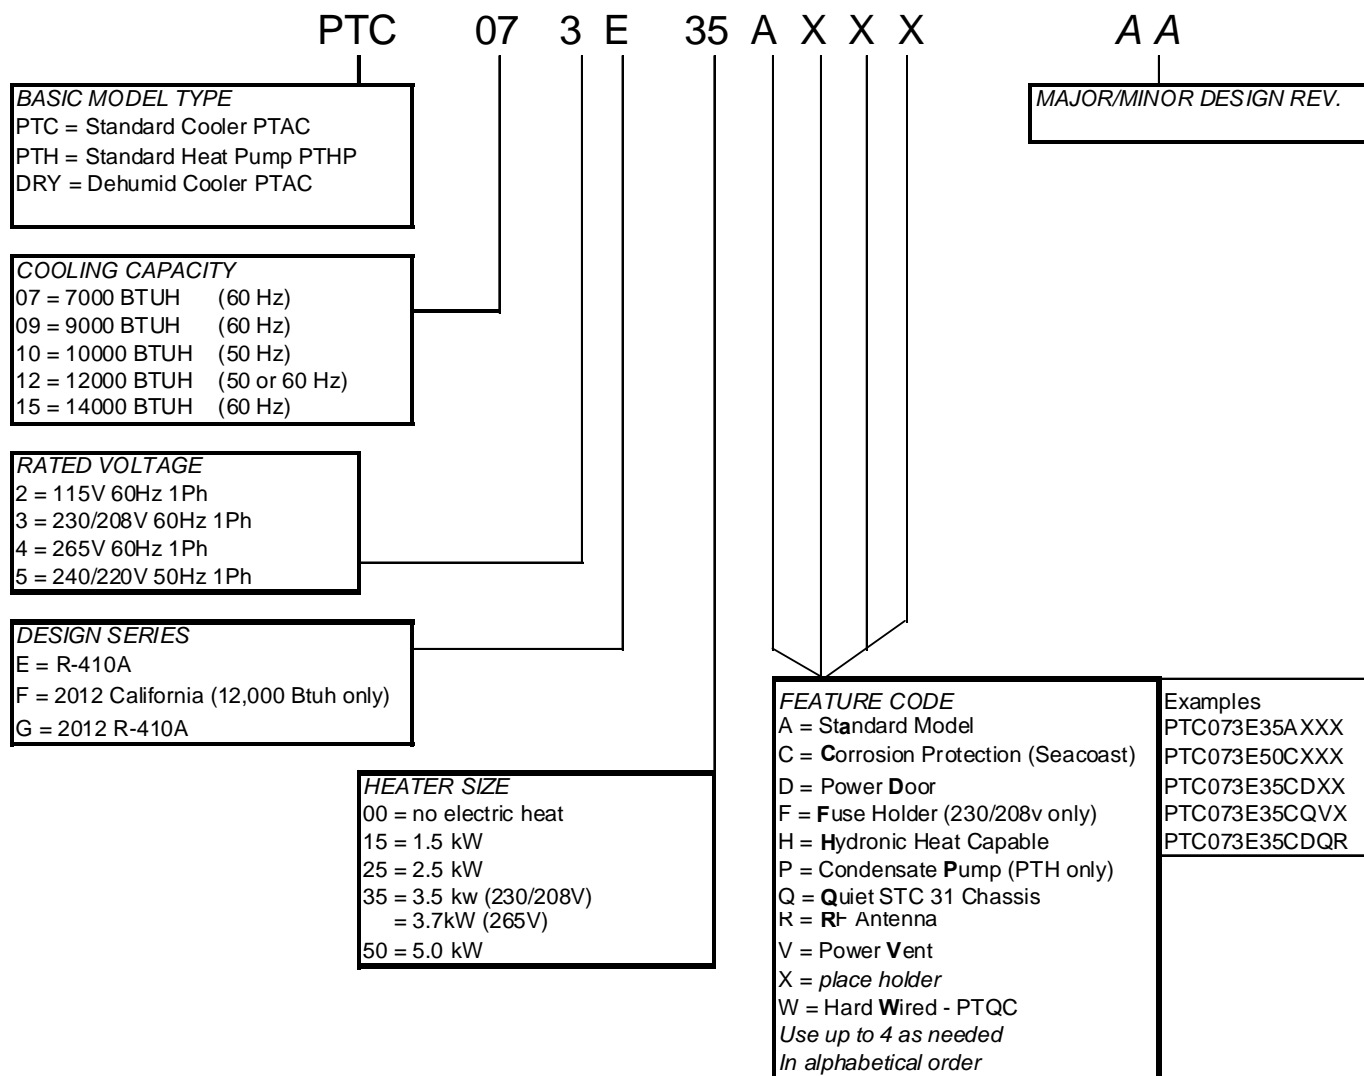 PTC 07 3 E 35 A X X X A A
BASIC MODEL TYPE
PTC = Standard Cooler PTAC
PTH = Standard Heat Pump PTHP
DRY = Dehumid Cooler PTAC
MAJOR/MINOR DESIGN REV.
COOLING CAPACITY
07 = 7000 BTUH (60 Hz)
09 = 9000 BTUH (60 Hz)
10 = 10000 BTUH (50 Hz)
12 = 12000 BTUH (50 or 60 Hz)
15 = 14000 BTUH (60 Hz)
RATED VOLTAGE
2 = 115V 60Hz 1Ph
3 = 230/208V 60Hz 1Ph
4 = 265V 60Hz 1Ph
5 = 240/220V 50Hz 1Ph
DESIGN SERIES
E = R-410A
F = 2012 California (12,000 Btuh only)
G = 2012 R-410A
HEATER SIZE
00 = no electric heat
15 = 1.5 kW
25 = 2.5 kW
35 = 3.5 kw (230/208V)
= 3.7kW (265V)
50 = 5.0 kW
FEATURE CODE
A = Standard Model
C = Corrosion Protection (Seacoast)
D = Power Door
F = Fuse Holder (230/208v only)
H = Hydronic Heat Capable
P = Condensate Pump (PTH only)
Q = Quiet STC 31 Chassis
R = RF Antenna
V = Power Vent
X = place holder
W = Hard Wired - PTQC
Use up to 4 as needed
In alphabetical order
Examples
PTC073E35AXXX
PTC073E50CXXX
PTC073E35CDXX
PTC073E35CQVX
PTC073E35CDQR